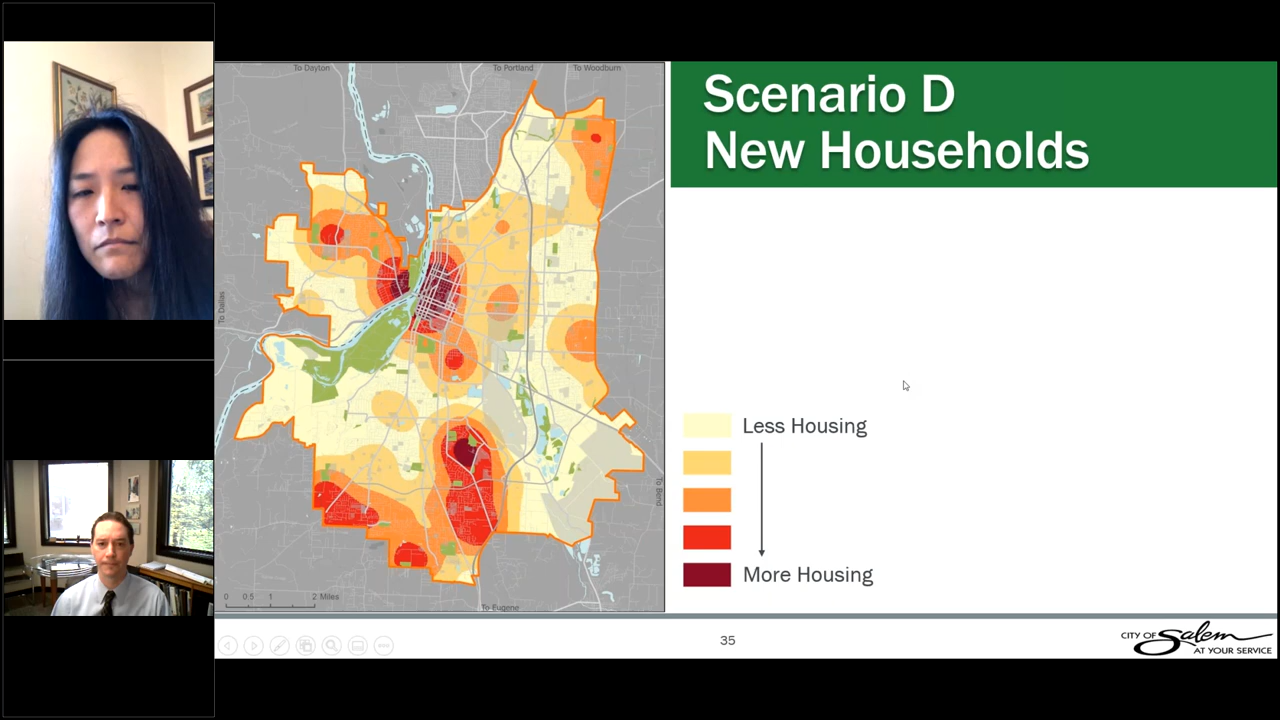 To Dayton
To Portland
To Woodburn
To Dallas
To Bend
0 0.5 1 2 Miles
To Eugene
Scenario D
New Households
Less Housing
More Housing
35
CITY OF Salem
AT YOUR SERVICE